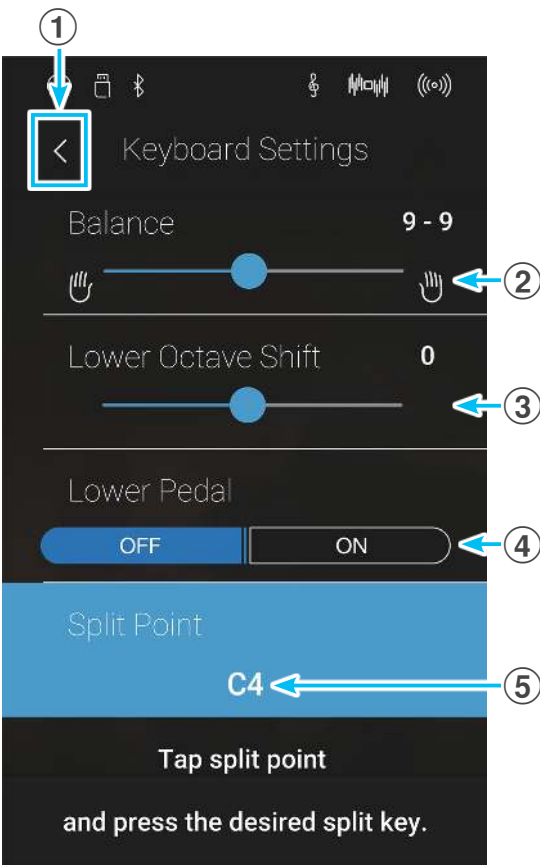 ①
Keyboard Settings
Balance 9 - 9
②
Lower Octave Shift 0
③
Lower Pedal
OFF ON
④
Split Point
C4
⑤
Tap split point
and press the desired split key.